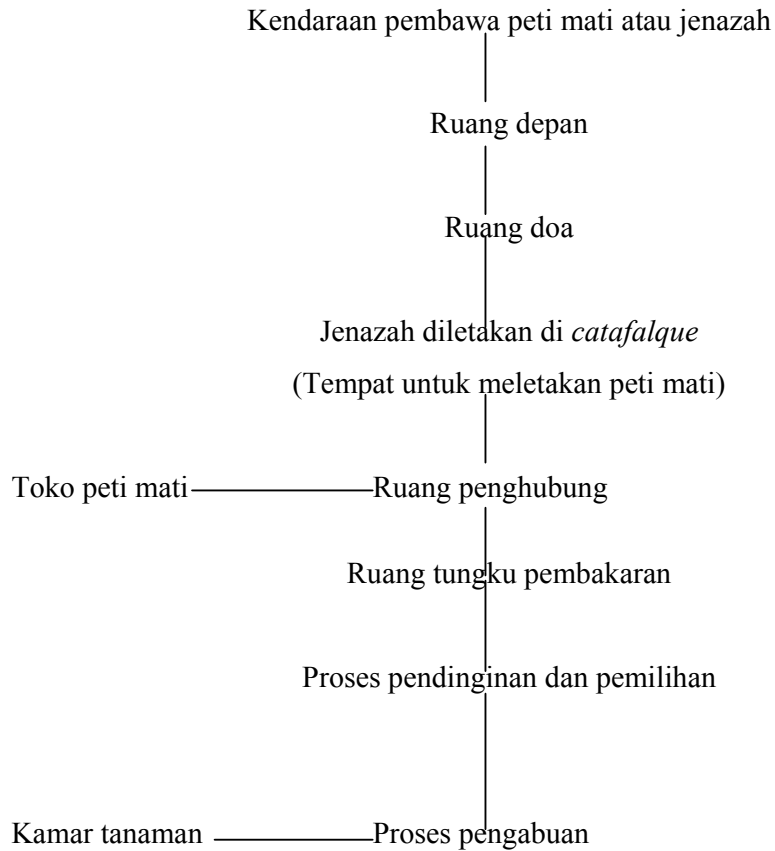 Kendaraan pembawa peti mati atau jenazah
Ruang depan
Ruang doa
Jenazah diletakan di catafalque
(Tempat untuk meletakan peti mati)
Toko peti mati Ruang penghubung
Ruang tungku pembakaran
Proses pendinginan dan pemilihan
Kamar tanaman Proses pengabuan